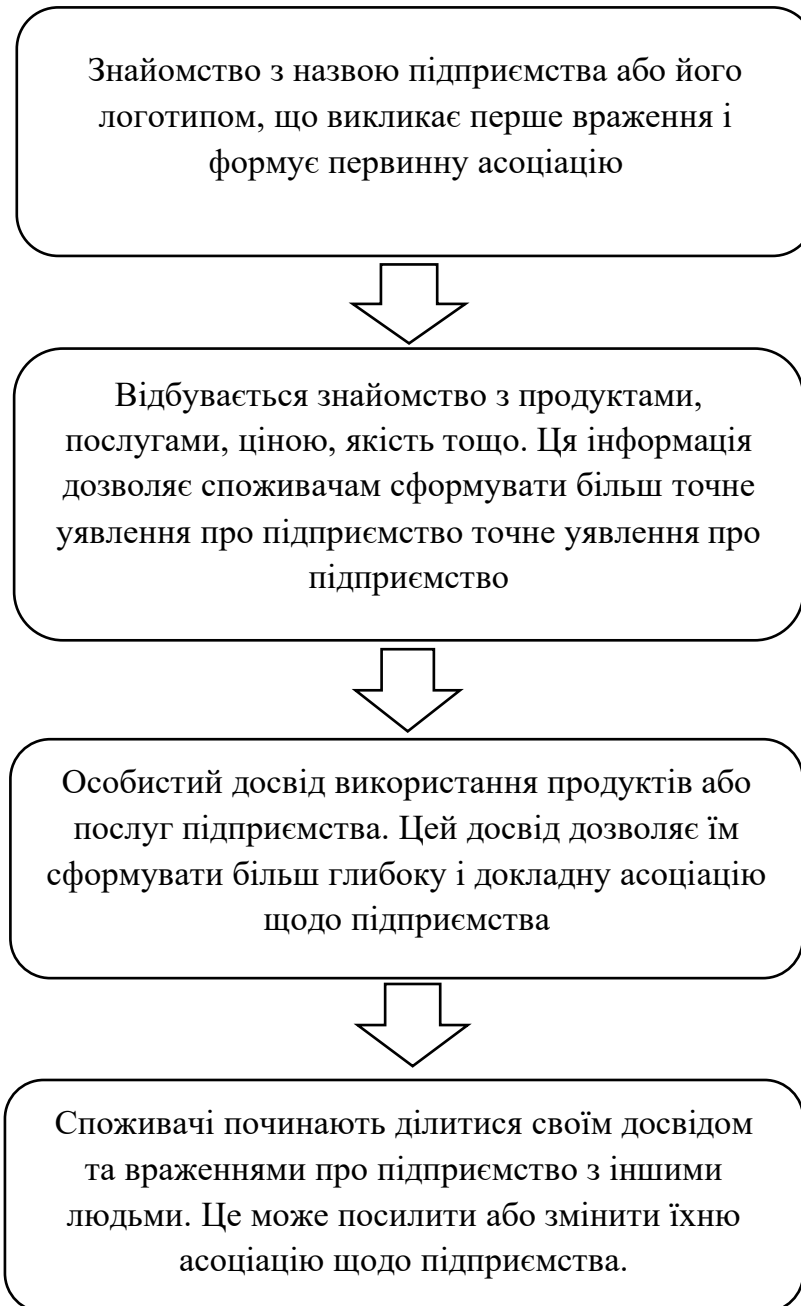 Знайомство з назвою підприємства або його
логотипом, що викликає перше враження і
формує первинну асоціацію
Відбувається знайомство з продуктами,
послугами, ціною, якість тощо. Ця інформація
дозволяє споживачам сформувати більш точне
уявлення про підприємство точне уявлення про
підприємство
Особистий досвід використання продуктів або
послуг підприємства. Цей досвід дозволяє їм
сформувати більш глибоку і докладну асоціацію
щодо підприємства
Споживачі починають ділитися своїм досвідом
та враженнями про підприємство з іншими
людьми. Це може посилити або змінити їхню
асоціацію щодо підприємства.